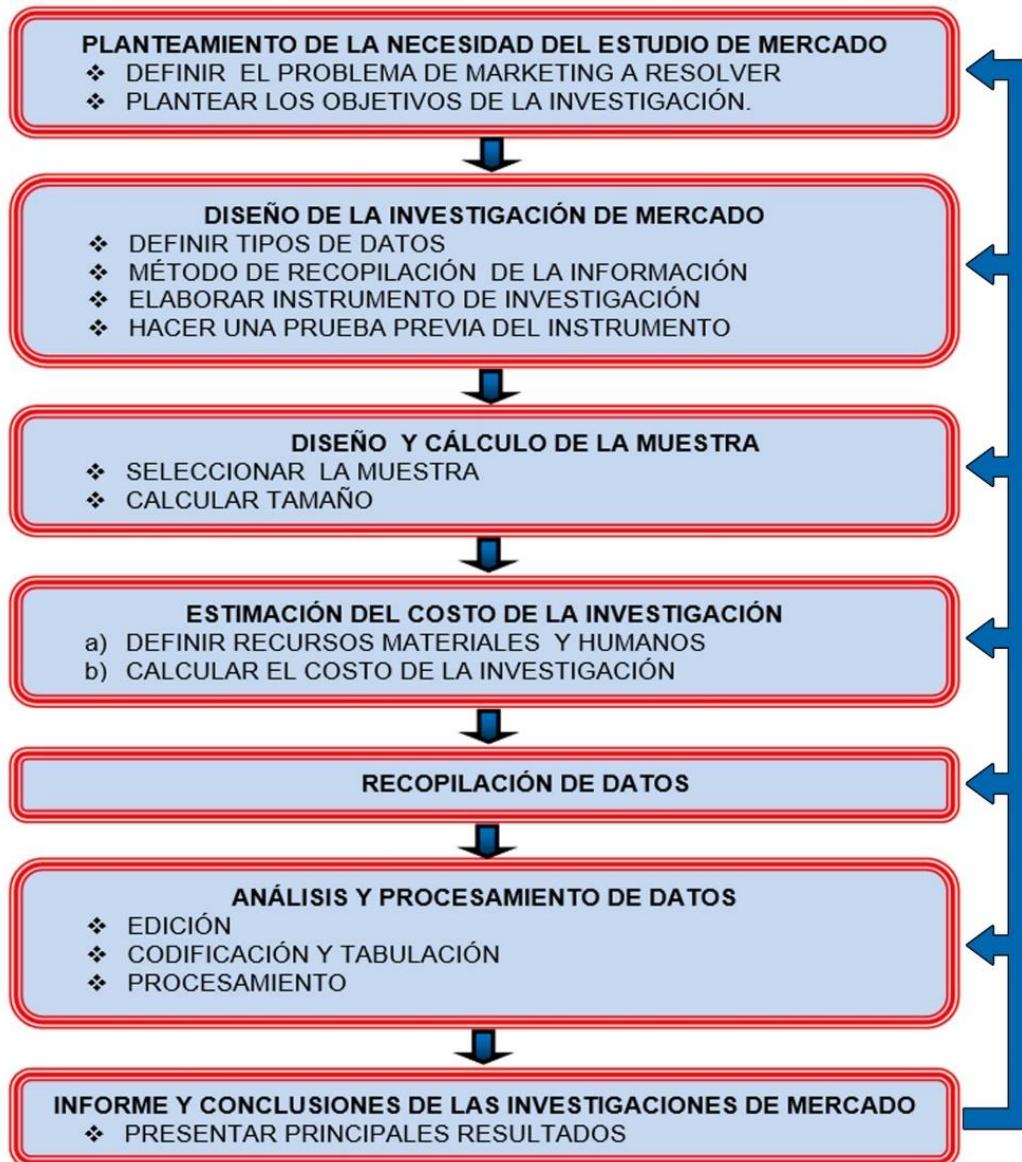 PLANTEAMIENTO DE LA NECESIDAD DEL ESTUDIO DE MERCADO
❖ DEFINIR EL PROBLEMA DE MARKETING A RESOLVER
❖ PLANTEAR LOS OBJETIVOS DE LA INVESTIGACIÓN.
DISEÑO DE LA INVESTIGACIÓN DE MERCADO
❖ DEFINIR TIPOS DE DATOS
❖ MÉTODO DE RECOPILACIÓN DE LA INFORMACIÓN
❖ ELABORAR INSTRUMENTO DE INVESTIGACIÓN
❖ HACER UNA PRUEBA PREVIA DEL INSTRUMENTO
DISEÑO Y CÁLCULO DE LA MUESTRA
❖ SELECCIONAR LA MUESTRA
❖ CALCULAR TAMAÑO
ESTIMACIÓN DEL COSTO DE LA INVESTIGACIÓN
a) DEFINIR RECURSOS MATERIALES Y HUMANOS
b) CALCULAR EL COSTO DE LA INVESTIGACIÓN
RECOPILACIÓN DE DATOS
ANÁLISIS Y PROCESAMIENTO DE DATOS
❖ EDICIÓN
❖ CODIFICACIÓN Y TABULACIÓN
❖ PROCESAMIENTO
INFORME Y CONCLUSIONES DE LAS INVESTIGACIONES DE MERCADO
❖ PRESENTAR PRINCIPALES RESULTADOS